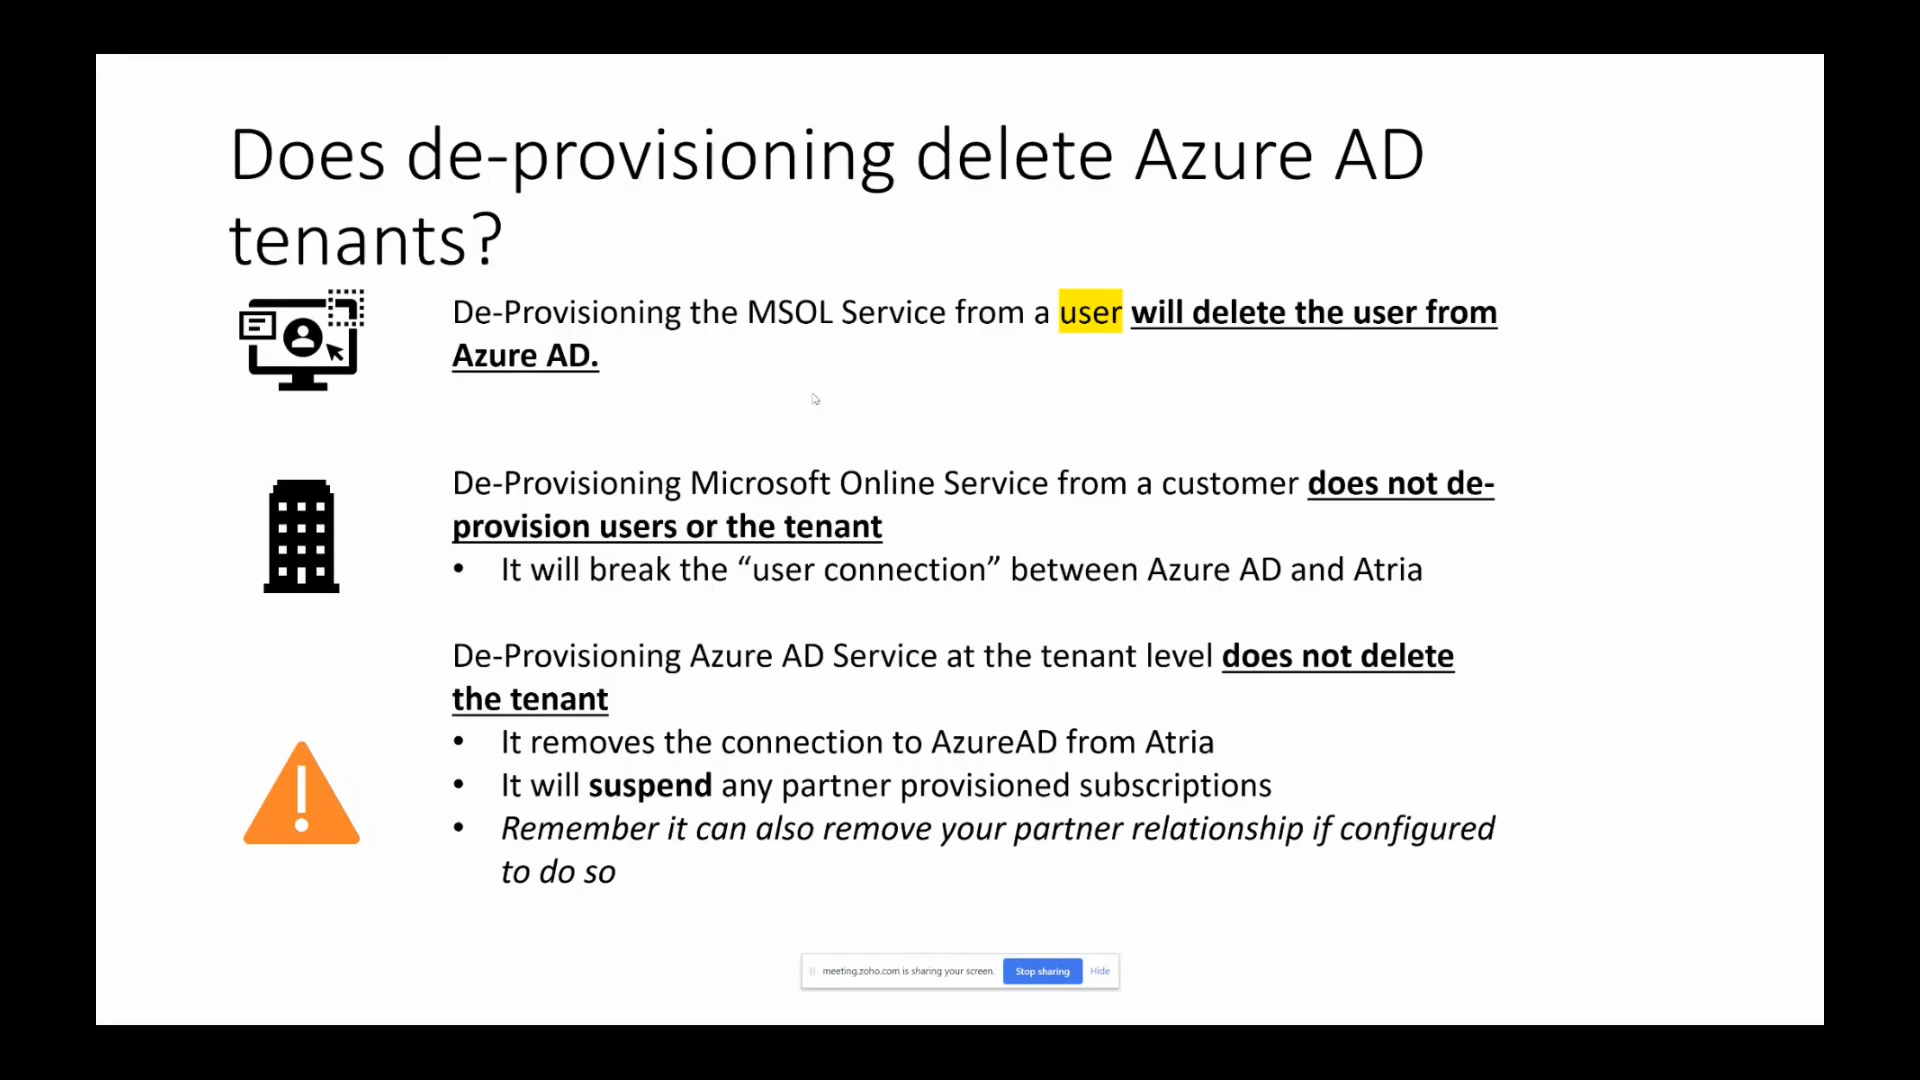 Does de-provisioning delete Azure AD
tenants?
De-Provisioning the MSOL Service from a user will delete the user from
Azure AD.
De-Provisioning Microsoft Online Service from a customer does not de-
provision users or the tenant
• It will break the “user connection” between Azure AD and Atria
De-Provisioning Azure AD Service at the tenant level does not delete
the tenant
• It removes the connection to AzureAD from Atria
• It will suspend any partner provisioned subscriptions
• Remember it can also remove your partner relationship if configured
to do so
meeting.zoho.com is sharing your screen. Stop sharing Hide